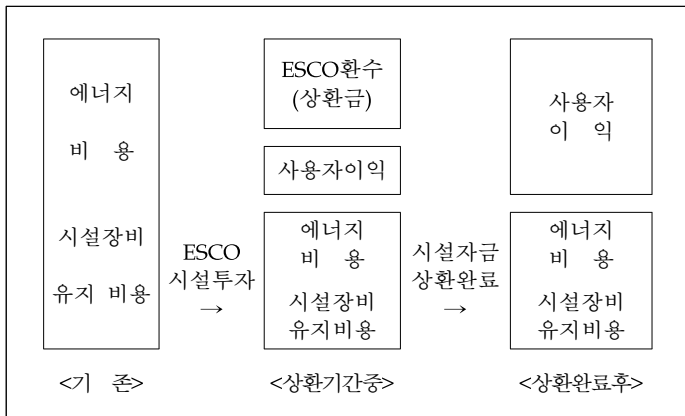 에너지
비 용
시설장비
유지 비용
<기 존>
ESCO
시설투자
→
ESCO환수
(상환금)
사용자이익
에너지
비 용
시설장비
유지비용
<상환기간중>
시설자금
상환완료
→
사용자
이 익
에너지
비 용
시설장비
유지비용
<상환완료후>